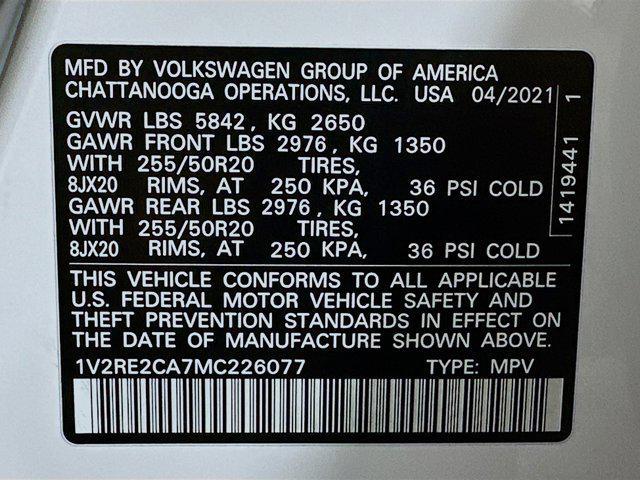 MFD BY VOLKSWAGEN GROUP OF AMERICA
CHATTANOOGA OPERATIONS, LLC. USA 04/2021
GVWR LBS 5842, KG 2650
GAWR FRONT LBS 2976, KG 1350
WITH 255/50R20 TIRES,
8JX20 RIMS, AT 250 KPA, 36 PSI COLD
GAWR REAR LBS 2976, KG 1350
WITH 255/50R20 TIRES,
8JX20 RIMS, AT 250 KPA, 36 PSI COLD
1419441 1
THIS VEHICLE CONFORMS TO ALL APPLICABLE
U.S. FEDERAL MOTOR VEHICLE SAFETY AND
THEFT PREVENTION STANDARDS IN EFFECT ON
THE DATE OF MANUFACTURE SHOWN ABOVE.
1V2RE2CA7MC226077 TYPE: MPV